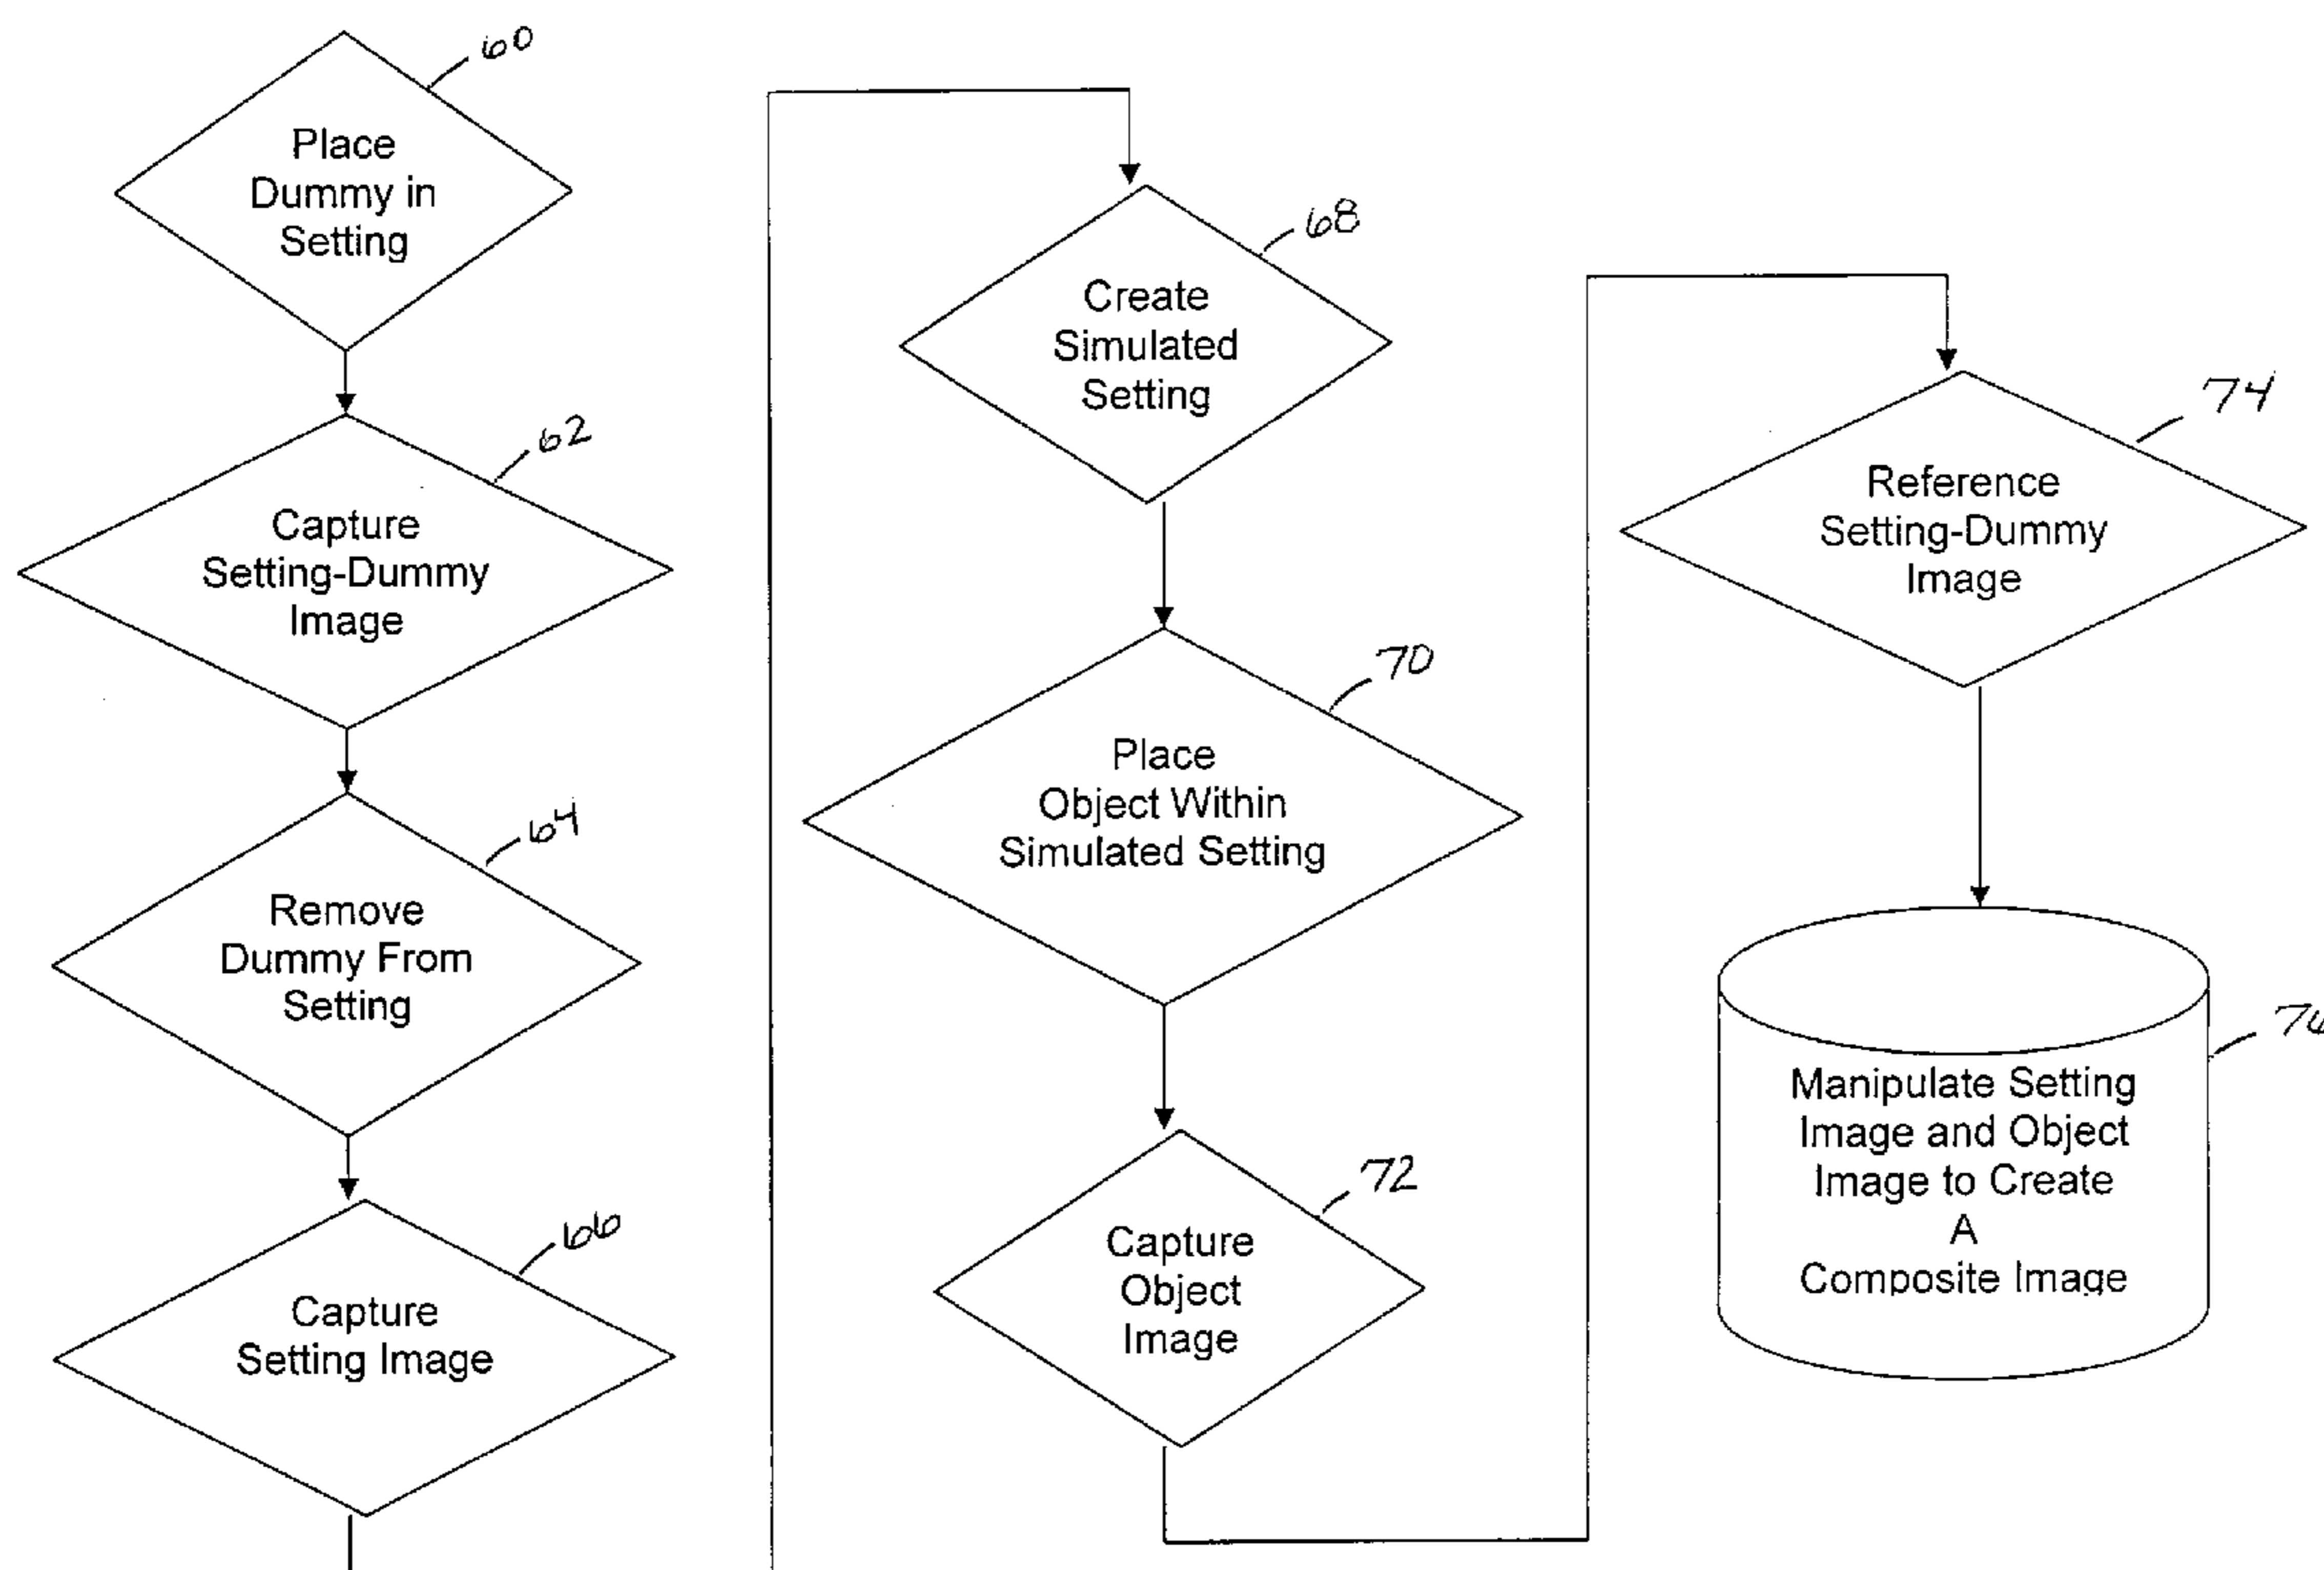 60
Place
Dummy in
Setting
62
Capture
Setting-Dummy
Image
64
Remove
Dummy From
Setting
66
Capture
Setting Image
68
Create
Simulated
Setting
70
Place
Object Within
Simulated Setting
72
Capture
Object
Image
74
Reference
Setting-Dummy
Image
Manipulate Setting
Image and Object
Image to Create
A
Composite Image